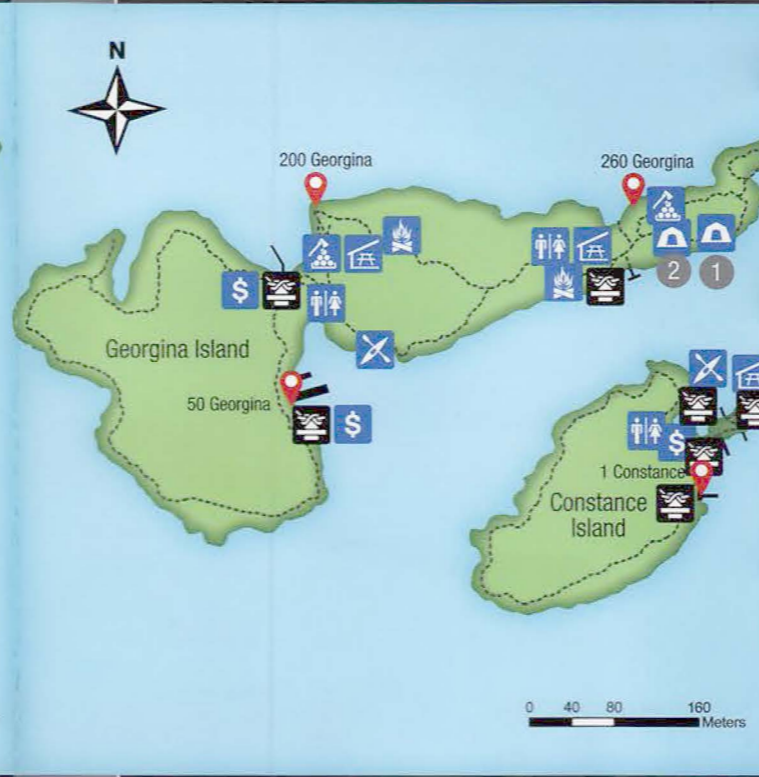 N
200 Georgina
260 Georgina
2
1
$
Georgina Island
50 Georgina
$
$
1 Constance
Constance
Island
0 40 80 160
Meters